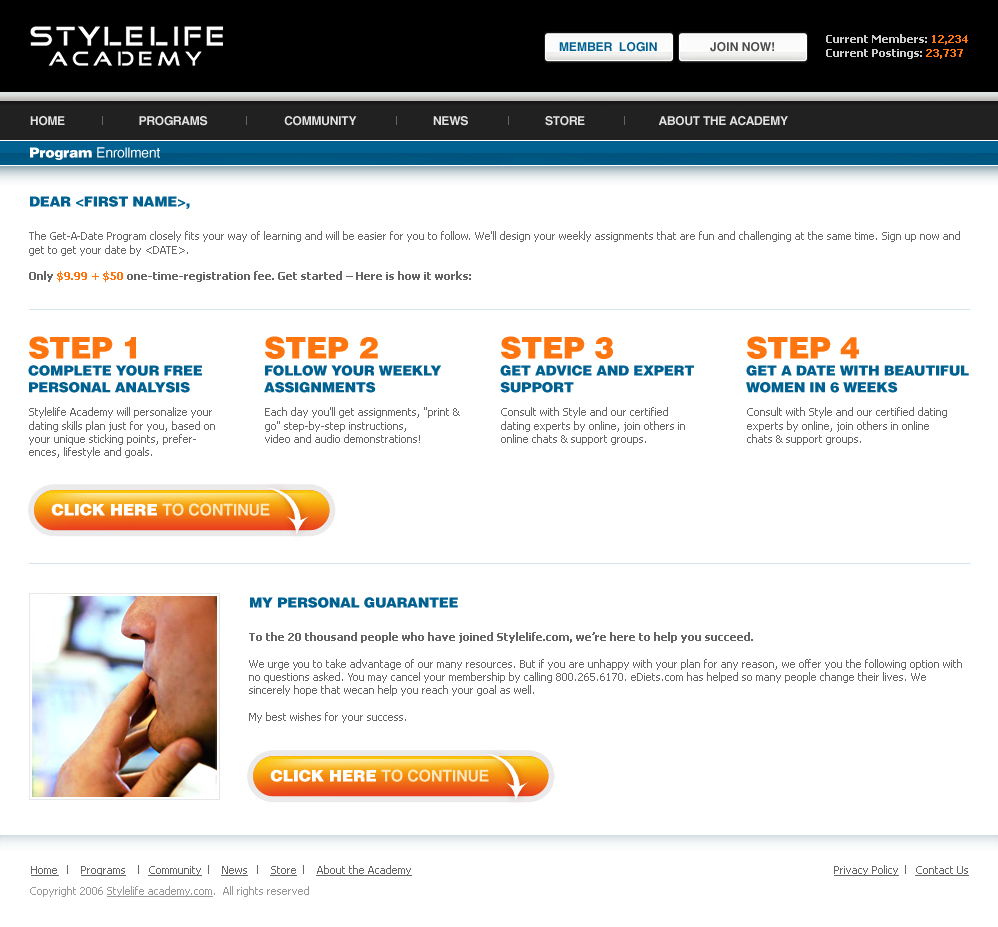 STYLELIFE
ACADEMY
MEMBER LOGIN
JOIN NOW!
Current Members: 12,234
Current Postings: 23,737
HOME | PROGRAMS | COMMUNITY | NEWS | STORE | ABOUT THE ACADEMY
Program Enrollment
DEAR <FIRST NAME>,
The Get-A-Date Program closely fits your way of learning and will be easier for you to follow. We'll design your weekly assignments that are fun and challenging at the same time. Sign up now and
get to get your date by <DATE>.
Only $9.99 + $50 one-time-registration fee. Get started – Here is how it works:
STEP 1
COMPLETE YOUR FREE
PERSONAL ANALYSIS
Stylelife Academy will personalize your
dating skills plan just for you, based on
your unique sticking points, prefer-
ences, lifestyle and goals.
STEP 2
FOLLOW YOUR WEEKLY
ASSIGNMENTS
Each day you'll get assignments, "print &
go" step-by-step instructions,
video and audio demonstrations!
STEP 3
GET ADVICE AND EXPERT
SUPPORT
Consult with Style and our certified
dating experts by online, join others in
online chats & support groups.
STEP 4
GET A DATE WITH BEAUTIFUL
WOMEN IN 6 WEEKS
Consult with Style and our certified dating
experts by online, join others in online
chats & support groups.
CLICK HERE TO CONTINUE
MY PERSONAL GUARANTEE
To the 20 thousand people who have joined Stylelife.com, we're here to help you succeed.
We urge you to take advantage of our many resources. But if you are unhappy with your plan for any reason, we offer you the following option with
no questions asked. You may cancel your membership by calling 800.265.6170. eDiets.com has helped so many people change their lives. We
sincerely hope that wecan help you reach your goal as well.
My best wishes for your success.
CLICK HERE TO CONTINUE
Home | Programs | Community | News | Store | About the Academy
Privacy Policy | Contact Us
Copyright 2006 Stylelife academy.com. All rights reserved